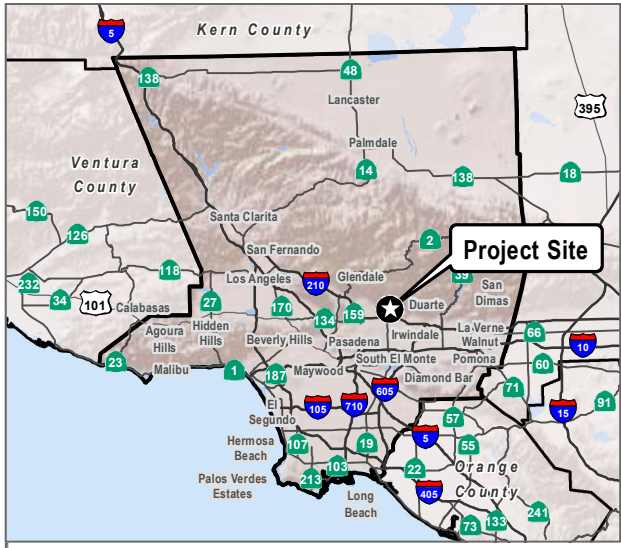 Kern County
5
138
48
395
Lancaster
Palmdale
Ventura
County
14
138
18
150
126
Santa Clarita
2
Project Site
San Fernando
118
Los Angeles
210
Glendale
39
San
Dimas
232
34
101
Calabasas
27
170
134
159
Duarte
Agoura
Hills
Hidden
Hills
Beverly Hills
Pasadena
Irwindale
La Verne
Walnut
66
10
23
Malibu
1
187
Maywood
South El Monte
Pomona
60
605
Diamond Bar
71
El
Segundo
105
710
15
91
57
Hermosa
Beach
107
19
5
55
Palos Verdes
Estates
213
103
22
Orange
County
405
Long
Beach
73
133
241